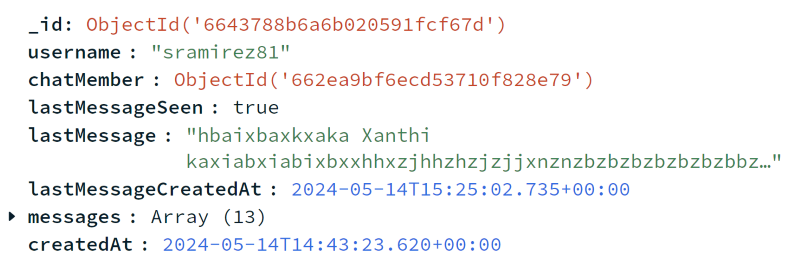 _id: ObjectId('6643788b6a6b020591fcf67d')
username : "sramirez81"
chatMember : ObjectId('662ea9bf6ecd53710f828e79')
lastMessageSeen : true
lastMessage : "hbaixbaxkxaka Xanthi
kaxiabxiabixbxxhhxzjhhzhzjzjjxnznzbzbzbzbzbzbzbbz…"
lastMessageCreatedAt : 2024-05-14T15:25:02.735+00:00
messages : Array (13)
createdAt : 2024-05-14T14:43:23.620+00:00